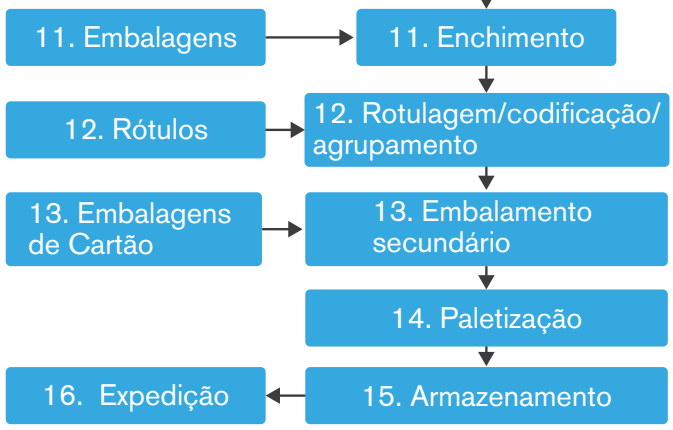 11. Embalagens
11. Enchimento
12. Rótulos
12. Rotulagem/codificação/
agrupamento
13. Embalagens
de Cartão
13. Embalamento
secundário
14. Paletização
16. Expedição
15. Armazenamento